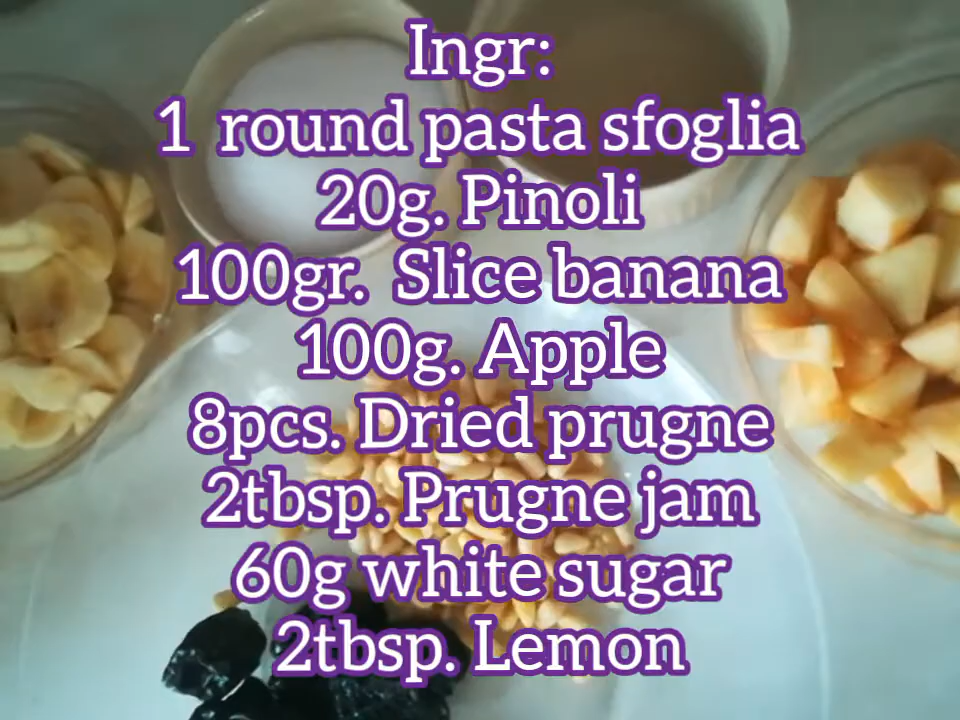 Ingr:
1 round pasta sfoglia
20g. Pinoli
100gr. Slice banana
100g. Apple
8pcs. Dried prugne
2tbsp. Prugne jam
60g white sugar
2tbsp. Lemon